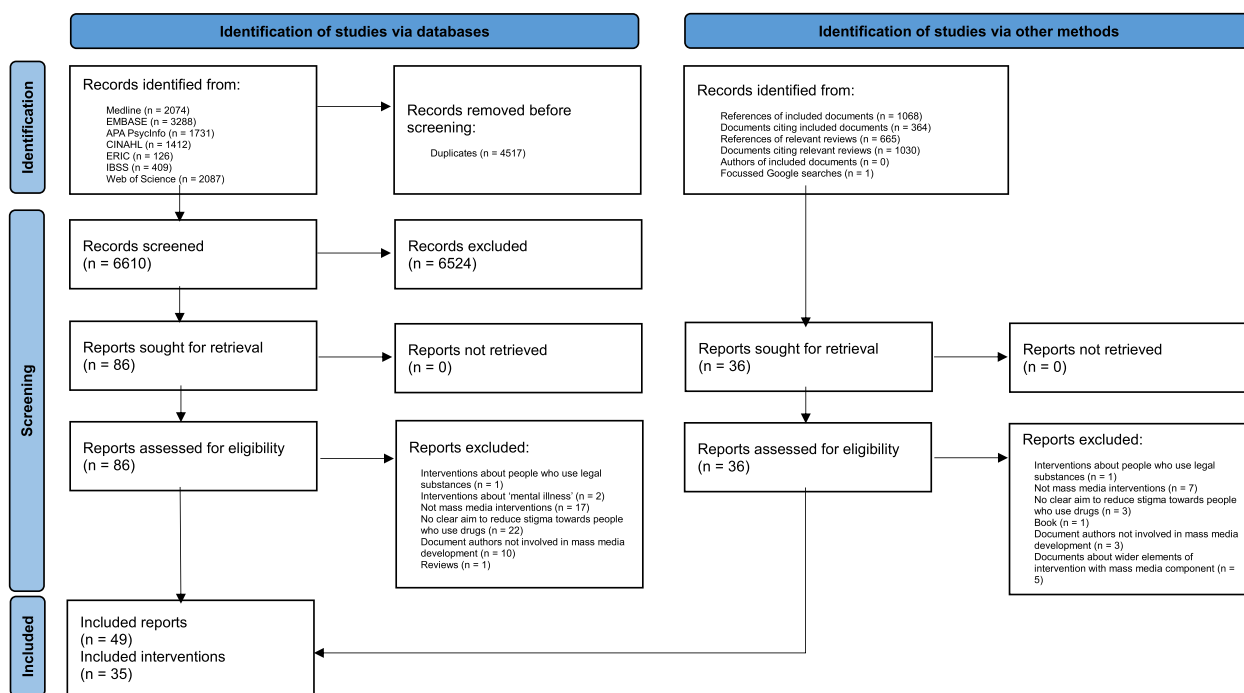 Identification of studies via databases
Identification of studies via other methods
Identification
Records identified from:
Medline (n = 2074)
EMBASE (n = 3288)
APA PsycInfo (n = 1731)
CINAHL (n = 1412)
ERIC (n = 126)
IBSS (n = 409)
Web of Science (n = 2087)
Records removed before
screening:
Duplicates (n = 4517)
Records identified from:
References of included documents (n = 1068)
Documents citing included documents (n = 364)
References of relevant reviews (n = 665)
Documents citing relevant reviews (n = 1030)
Authors of included documents (n = 0)
Focussed Google searches (n = 1)
Screening
Records screened
(n = 6610)
Records excluded
(n = 6524)
Reports sought for retrieval
(n = 86)
Reports not retrieved
(n = 0)
Reports sought for retrieval
(n = 36)
Reports not retrieved
(n = 0)
Reports assessed for eligibility
(n = 86)
Reports excluded:
Interventions about people who use legal
substances (n = 1)
Interventions about ‘mental illness’ (n = 2)
Not mass media interventions (n = 17)
No clear aim to reduce stigma towards people
who use drugs (n = 22)
Document authors not involved in mass media
development (n = 10)
Reviews (n = 1)
Reports assessed for eligibility
(n = 36)
Reports excluded:
Interventions about people who use legal
substances (n = 1)
Not mass media interventions (n = 7)
No clear aim to reduce stigma towards people
who use drugs (n = 3)
Book (n = 1)
Document authors not involved in mass media
development (n = 3)
Documents about wider elements of
intervention with mass media component (n =
5)
Included
Included reports
(n = 49)
Included interventions
(n = 35)